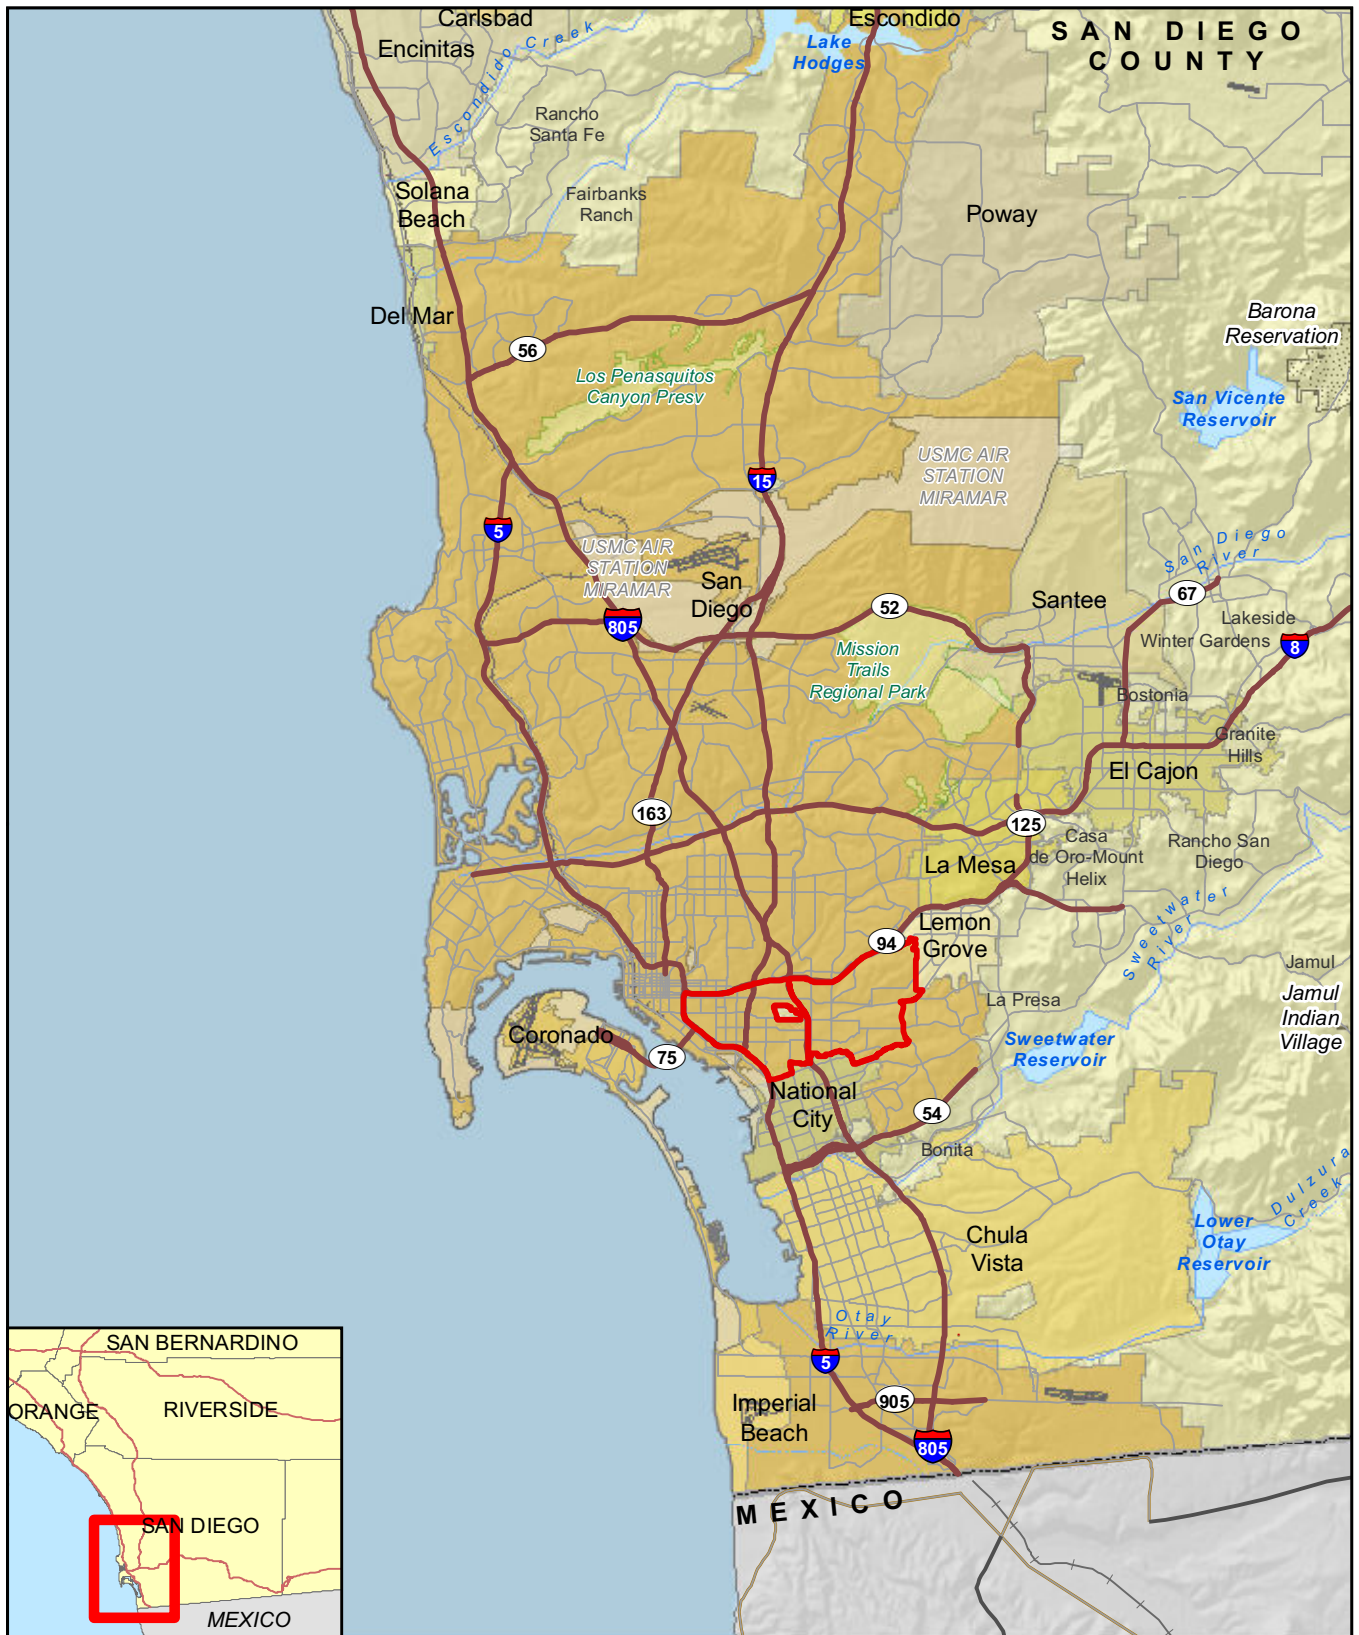 Carlsbad
Encinitas
Escondido Creek
Escondido
Lake
Hodges
SAN DIEGO
COUNTY
Rancho
Santa Fe
Solana
Beach
Fairbanks
Ranch
Poway
Del Mar
56
Los Penasquitos
Canyon Presv
Barona
Reservation
San Vicente
Reservoir
USMC AIR
STATION
MIRAMAR
15
5
USMC AIR
STATION
MIRAMAR
San
Diego
San Diego
River
805
52
Santee
67
Lakeside
Winter Gardens
8
Mission
Trails
Regional Park
Bostonia
Granite
Hills
El Cajon
163
125
La Mesa
Casa
de Oro-Mount
Helix
Rancho San
Diego
Sweetwater
River
94
Lemon
Grove
Jamul
La Presa
Jamul
Indian
Village
Coronado
75
Sweetwater
Reservoir
National
City
54
Bonita
Dulzura
Creek
Chula
Vista
Lower
Otay
Reservoir
Otay
River
5
905
Imperial
Beach
805
MEXICO
SAN BERNARDINO
ORANGE
RIVERSIDE
SAN DIEGO
MEXICO